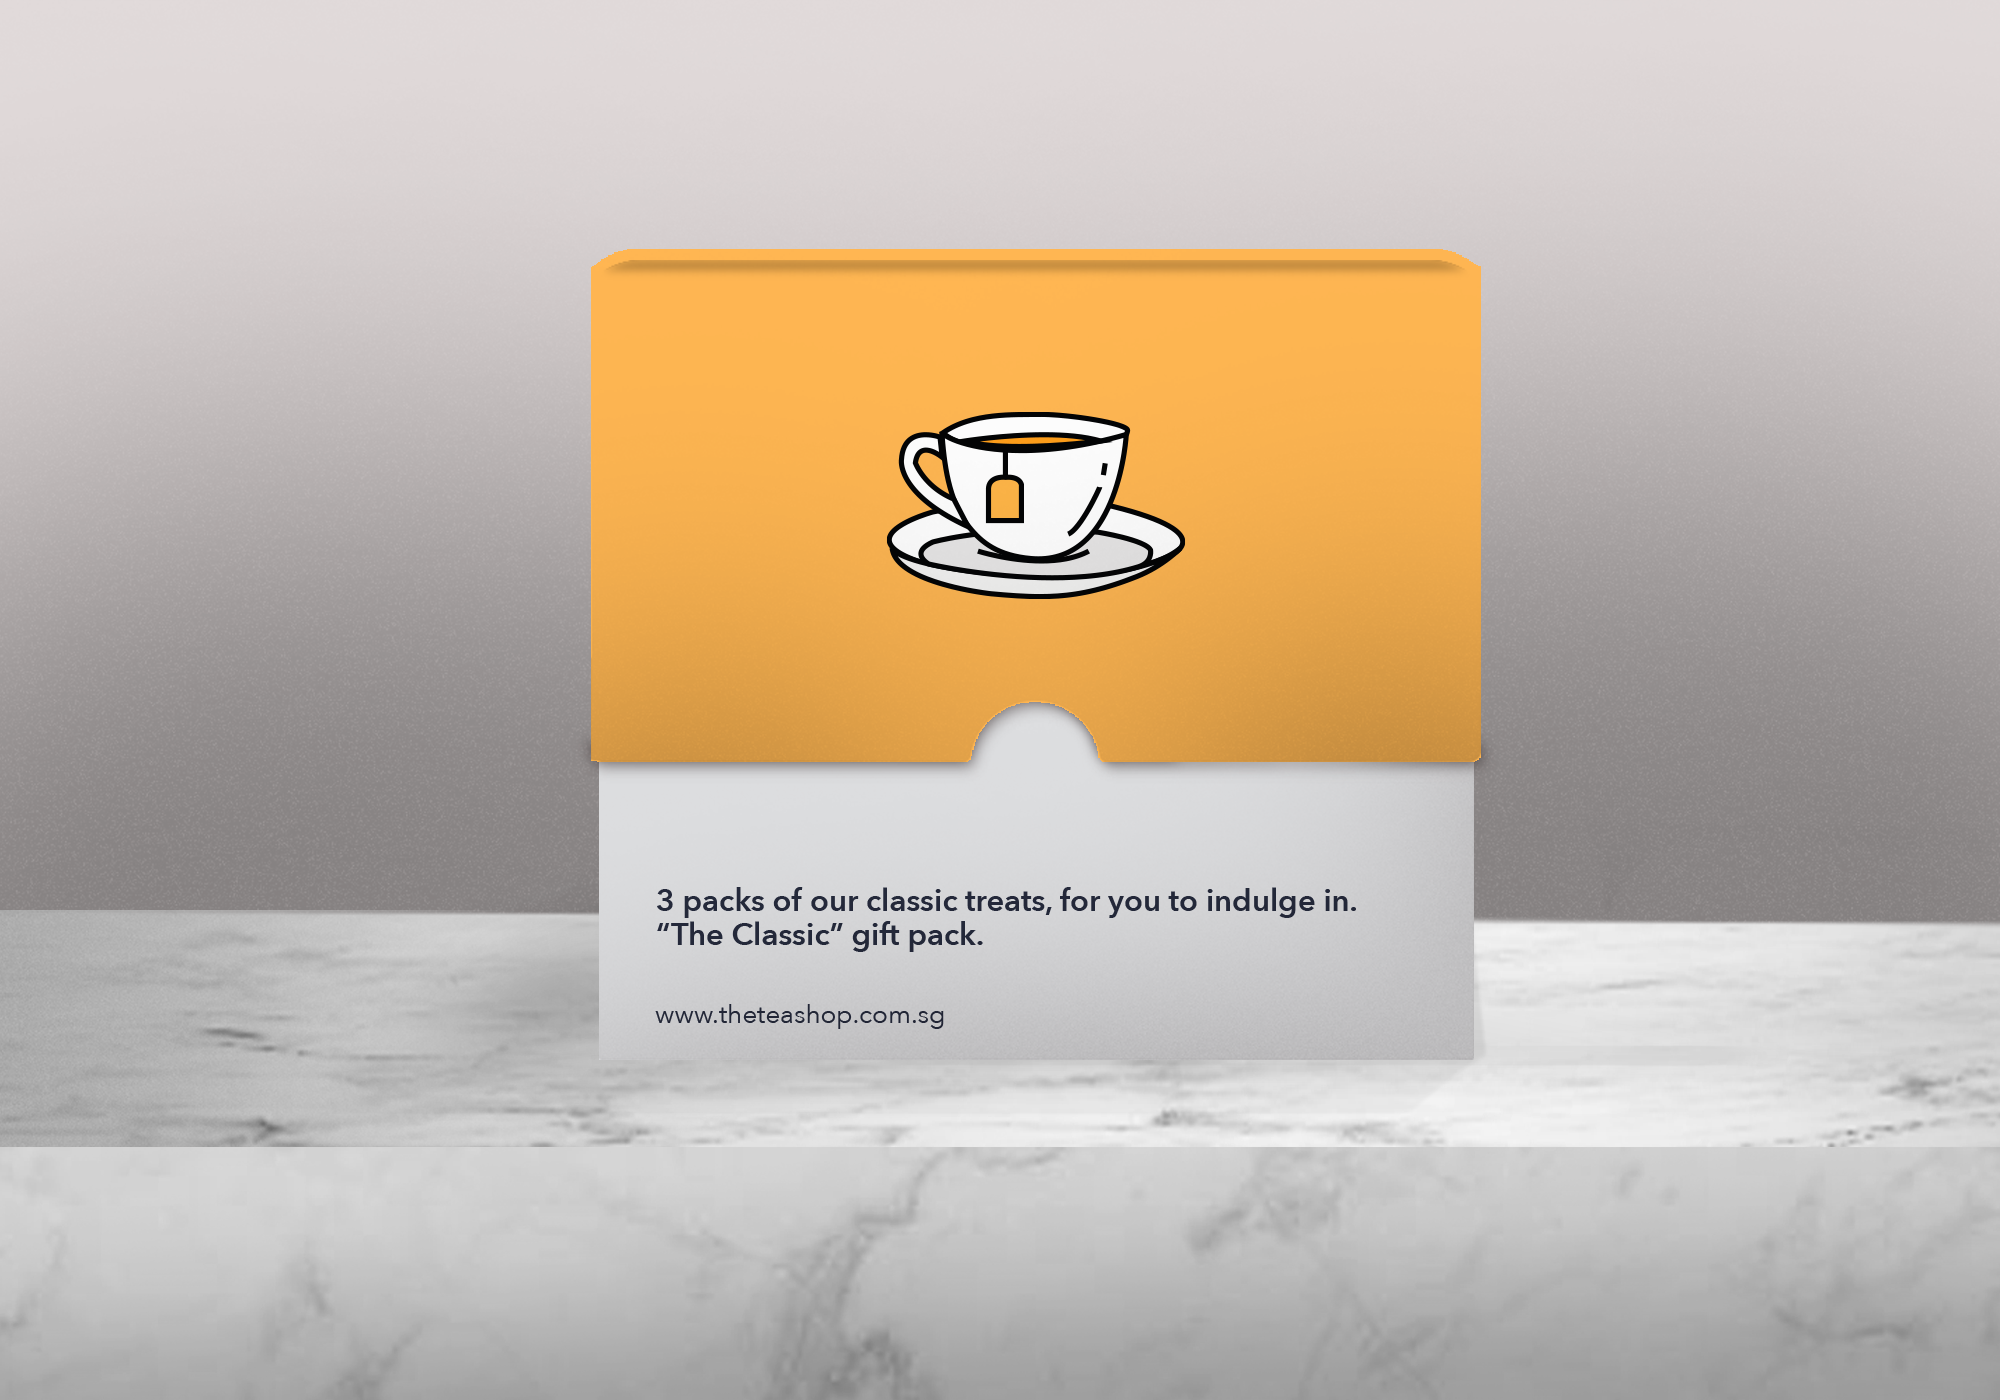 3 packs of our classic treats, for you to indulge in.
“The Classic” gift pack.
www.theteashop.com.sg